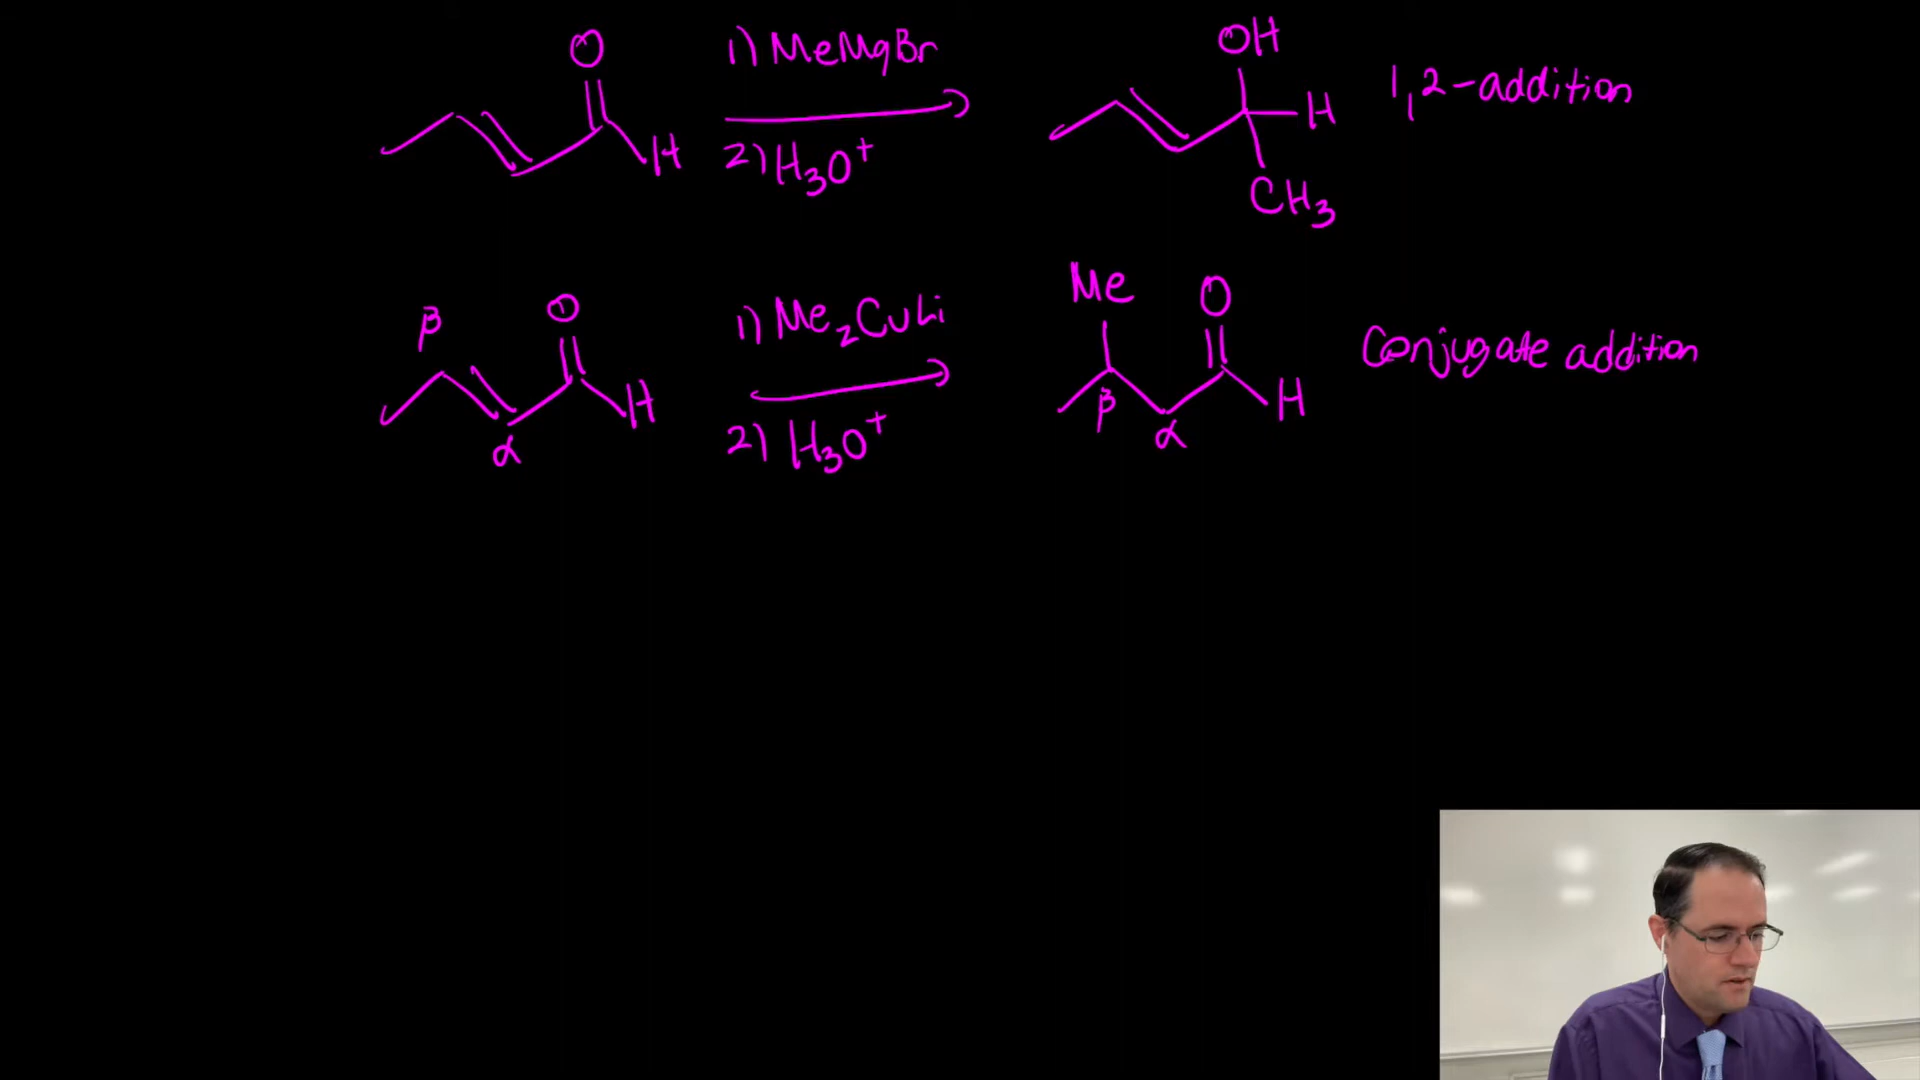 O 1) MeMgBr OH
1,2-addition
H 2) H3O+ H
CH3
β O 1) Me2CuLi Me O
Conjugate addition
α H 2) H3O+ β α H